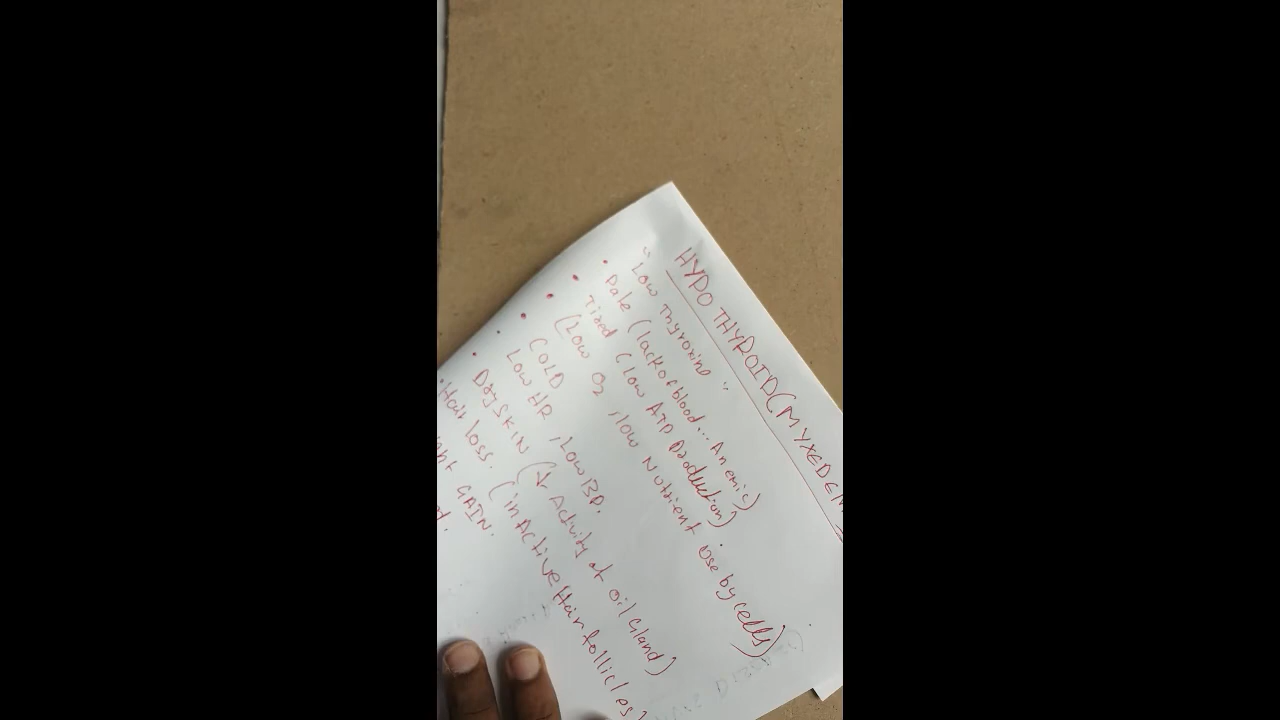 HYPOTHYROID(MYXEDEM
"Low Thyroxine"
• Pale (lack of blood... Anemic)
• Tired (low ATP Production)
(Low O2, low Nutrient use by cells)
• COLD
• Low HR, Low BP.
• Dry SKIN (↓ Activity of oil Gland)
• Hair loss. (inActive Hair follicles)
GAIN.